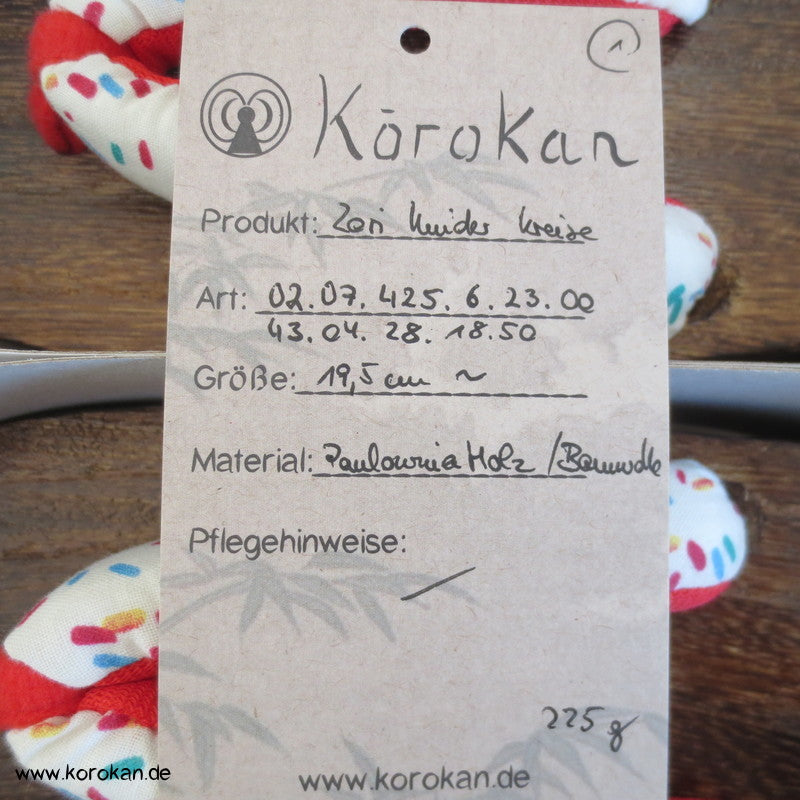 1
Kōrokan
Produkt: Zori Kinder Kreise
Art: 02.07.425.6.23.00
43.04.28.18.50
Größe: 19,5 cm ~
Material: Paulownia Holz / Baumwolle
Pflegehinweise: /
225 g
www.korokan.de
www.korokan.de